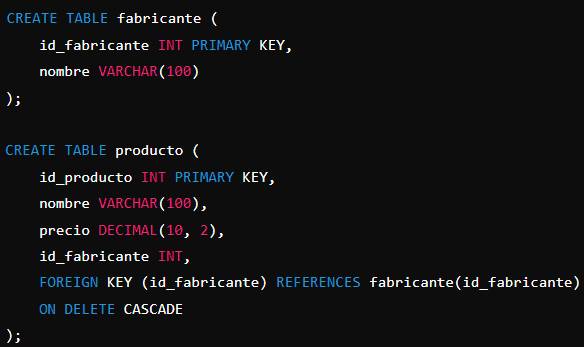 CREATE TABLE fabricante (
    id_fabricante INT PRIMARY KEY,
    nombre VARCHAR(100)
);

CREATE TABLE producto (
    id_producto INT PRIMARY KEY,
    nombre VARCHAR(100),
    precio DECIMAL(10, 2),
    id_fabricante INT,
    FOREIGN KEY (id_fabricante) REFERENCES fabricante(id_fabricante)
    ON DELETE CASCADE
);